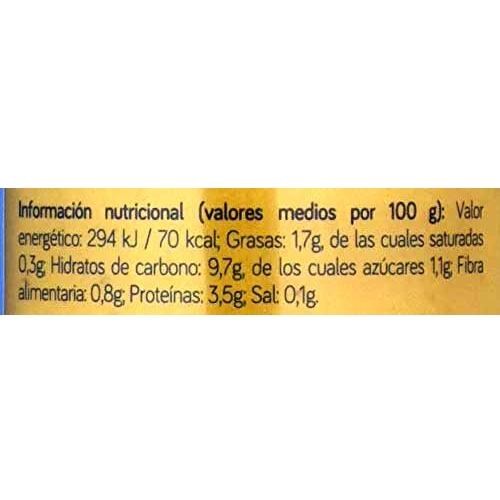 Información nutricional (valores medios por 100 g): Valor
energético: 294 kJ / 70 kcal; Grasas: 1,7g, de las cuales saturadas
0,3g; Hidratos de carbono: 9,7g, de los cuales azúcares 1,1g; Fibra
alimentaria: 0,8g; Proteínas: 3,5g; Sal: 0,1g.